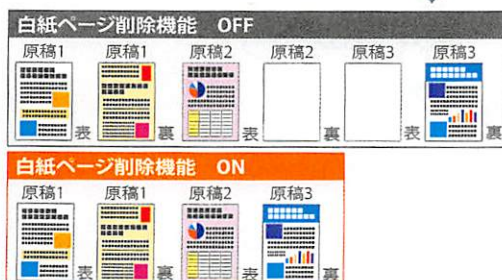 白紙ページ削除機能 OFF
原稿1 原稿1 原稿2 原稿2 原稿3 原稿3
表 裏 表 裏 表 裏
白紙ページ削除機能 ON
原稿1 原稿1 原稿2 原稿3
表 裏 表 裏